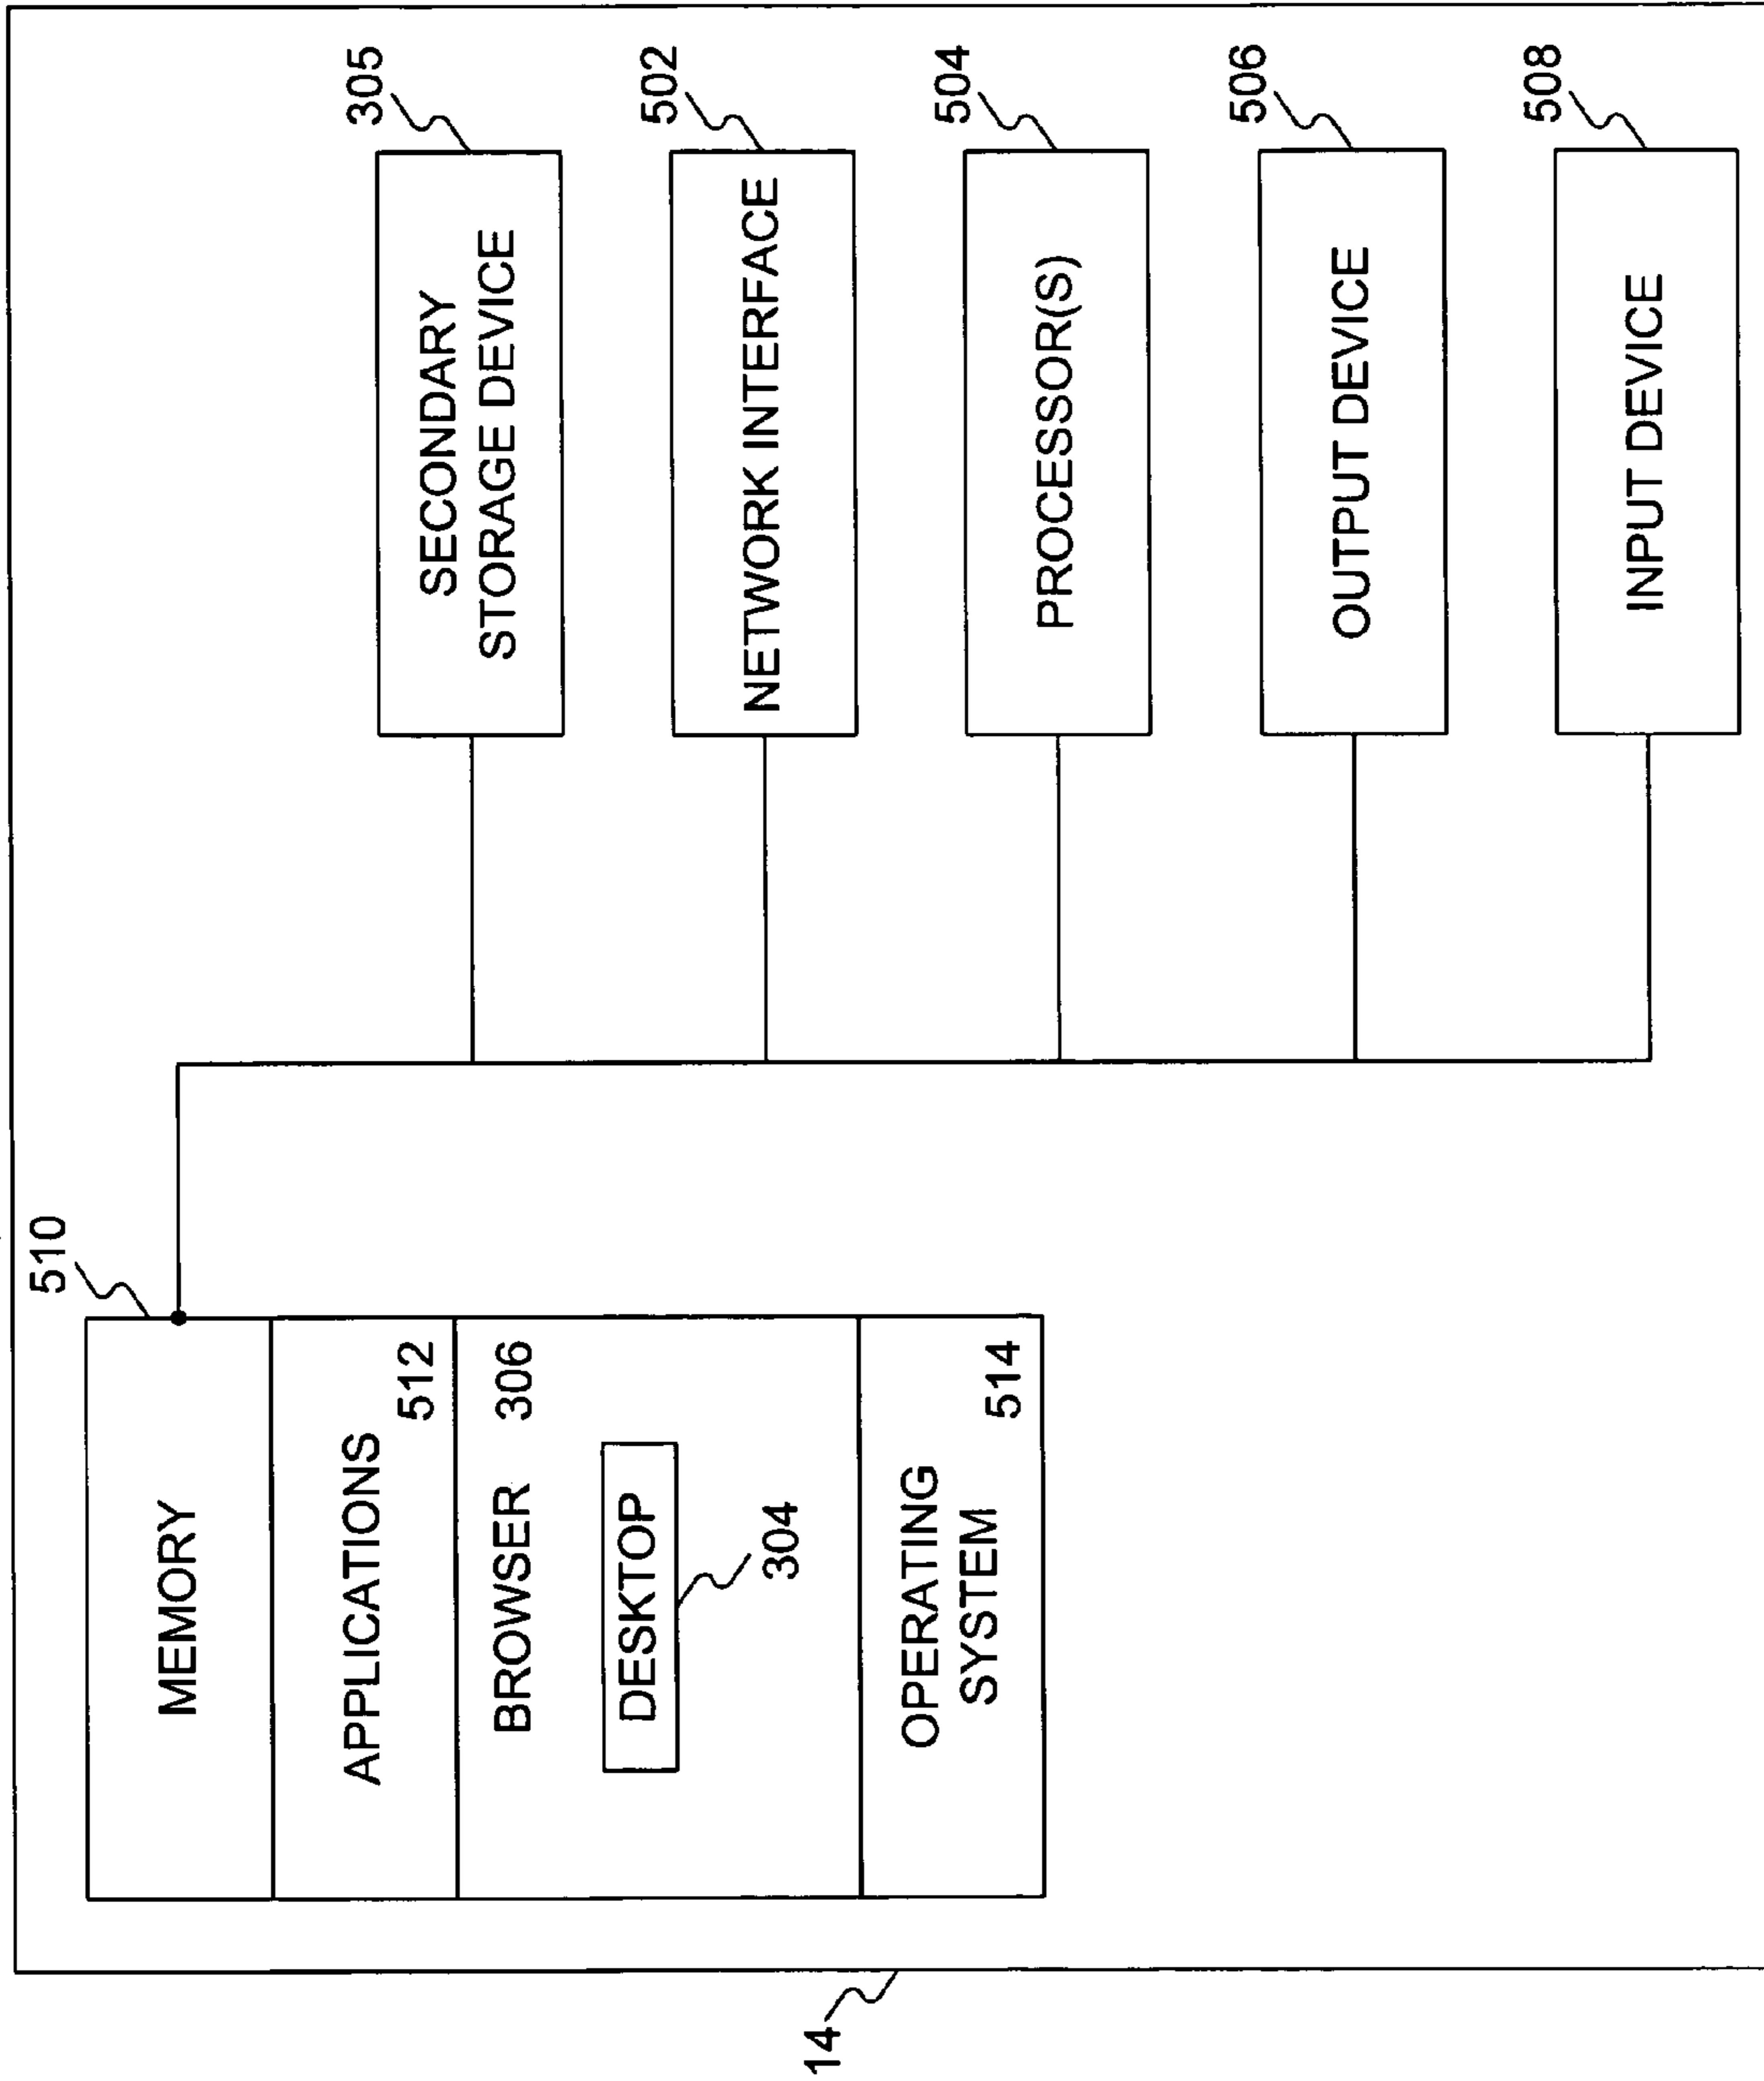 510
MEMORY
APPLICATIONS
512
BROWSER 306
DESKTOP
304
OPERATING
SYSTEM
514
14
305
SECONDARY
STORAGE DEVICE
502
NETWORK INTERFACE
504
PROCESSOR(S)
506
OUTPUT DEVICE
508
INPUT DEVICE